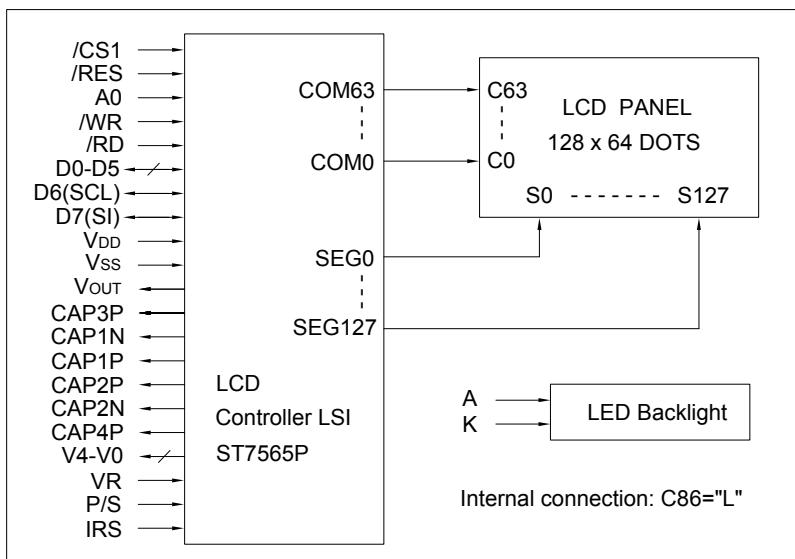 /CS1
/RES
A0
/WR
/RD
D0-D5
D6(SCL)
D7(SI)
VDD
VSS
VOUT
CAP3P
CAP1N
CAP1P
CAP2P
CAP2N
CAP4P
V4-V0
VR
P/S
IRS
COM63
COM0
SEG0
SEG127
LCD
Controller LSI
ST7565P
C63
C0
LCD PANEL
128 x 64 DOTS
S0 - - - - - - - S127
A
K
LED Backlight
Internal connection: C86="L"